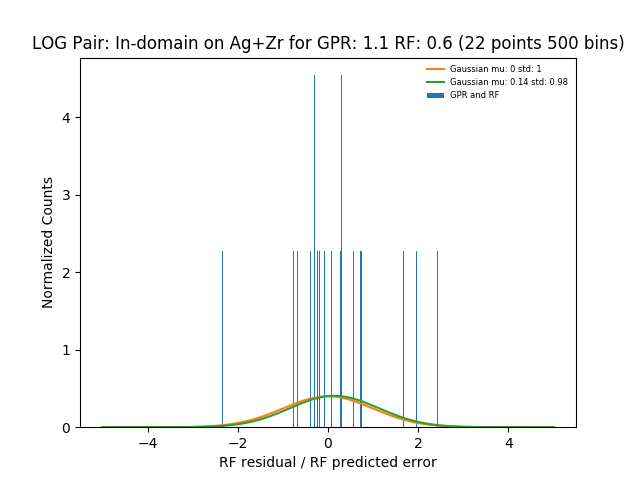 LOG Pair: In-domain on Ag+Zr for GPR: 1.1 RF: 0.6 (22 points 500 bins)
Gaussian mu: 0 std: 1
Gaussian mu: 0.14 std: 0.98
GPR and RF
Normalized Counts
4
3
2
1
0
−4 −2 0 2 4
RF residual / RF predicted error